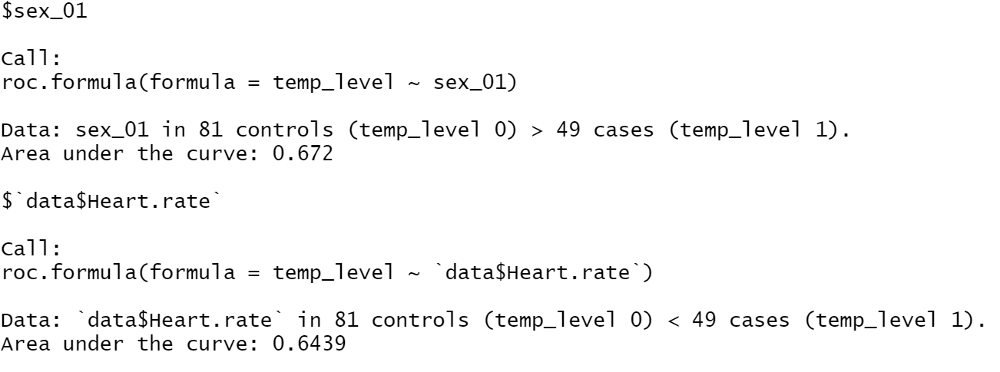 $sex_01
Call:
roc.formula(formula = temp_level ~ sex_01)
Data: sex_01 in 81 controls (temp_level 0) > 49 cases (temp_level 1).
Area under the curve: 0.672
$`data$Heart.rate`
Call:
roc.formula(formula = temp_level ~ `data$Heart.rate`)
Data: `data$Heart.rate` in 81 controls (temp_level 0) < 49 cases (temp_level 1).
Area under the curve: 0.6439